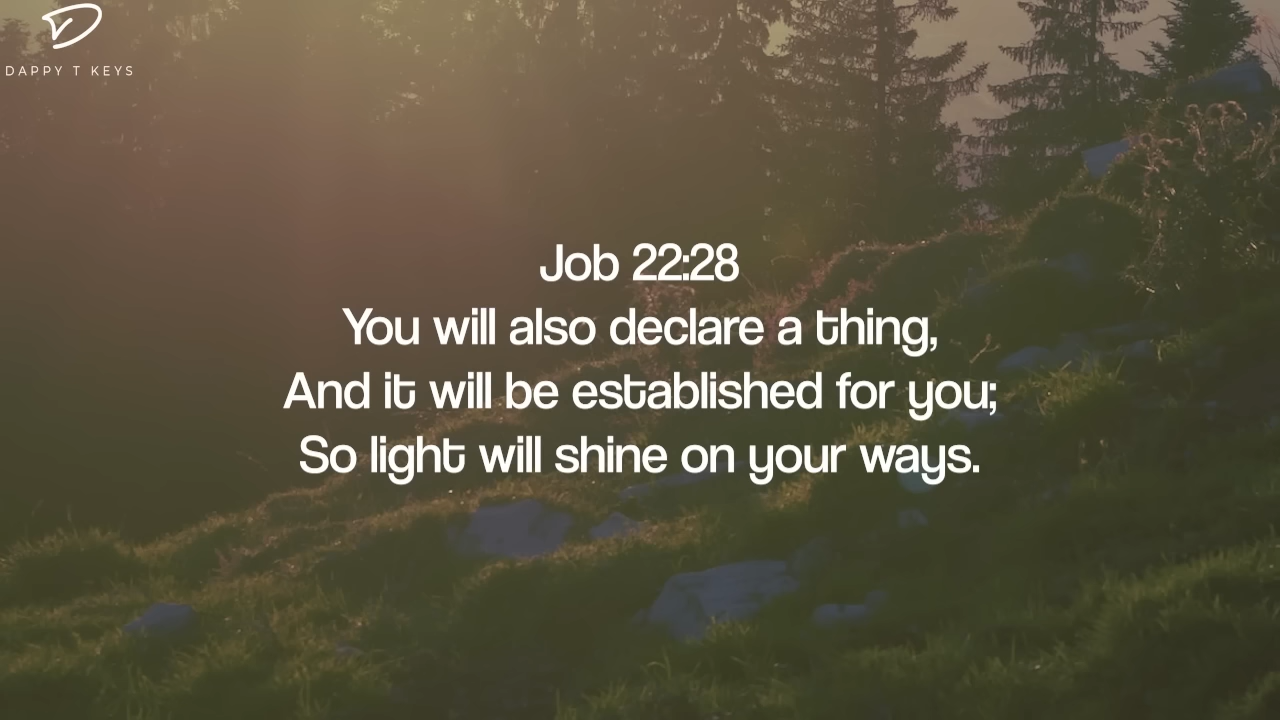 DAPPY T KEYS
Job 22:28
You will also declare a thing,
And it will be established for you;
So light will shine on your ways.